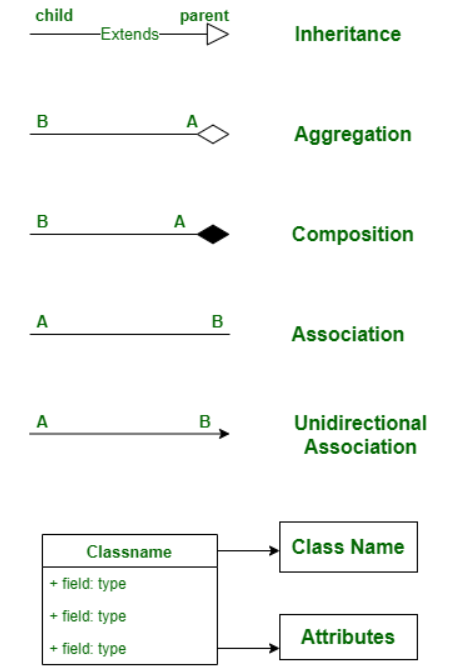 child parent
Extends
Inheritance
B A
Aggregation
B A
Composition
A B
Association
A B
Unidirectional
Association
Classname
Class Name
+ field: type
+ field: type
+ field: type
Attributes